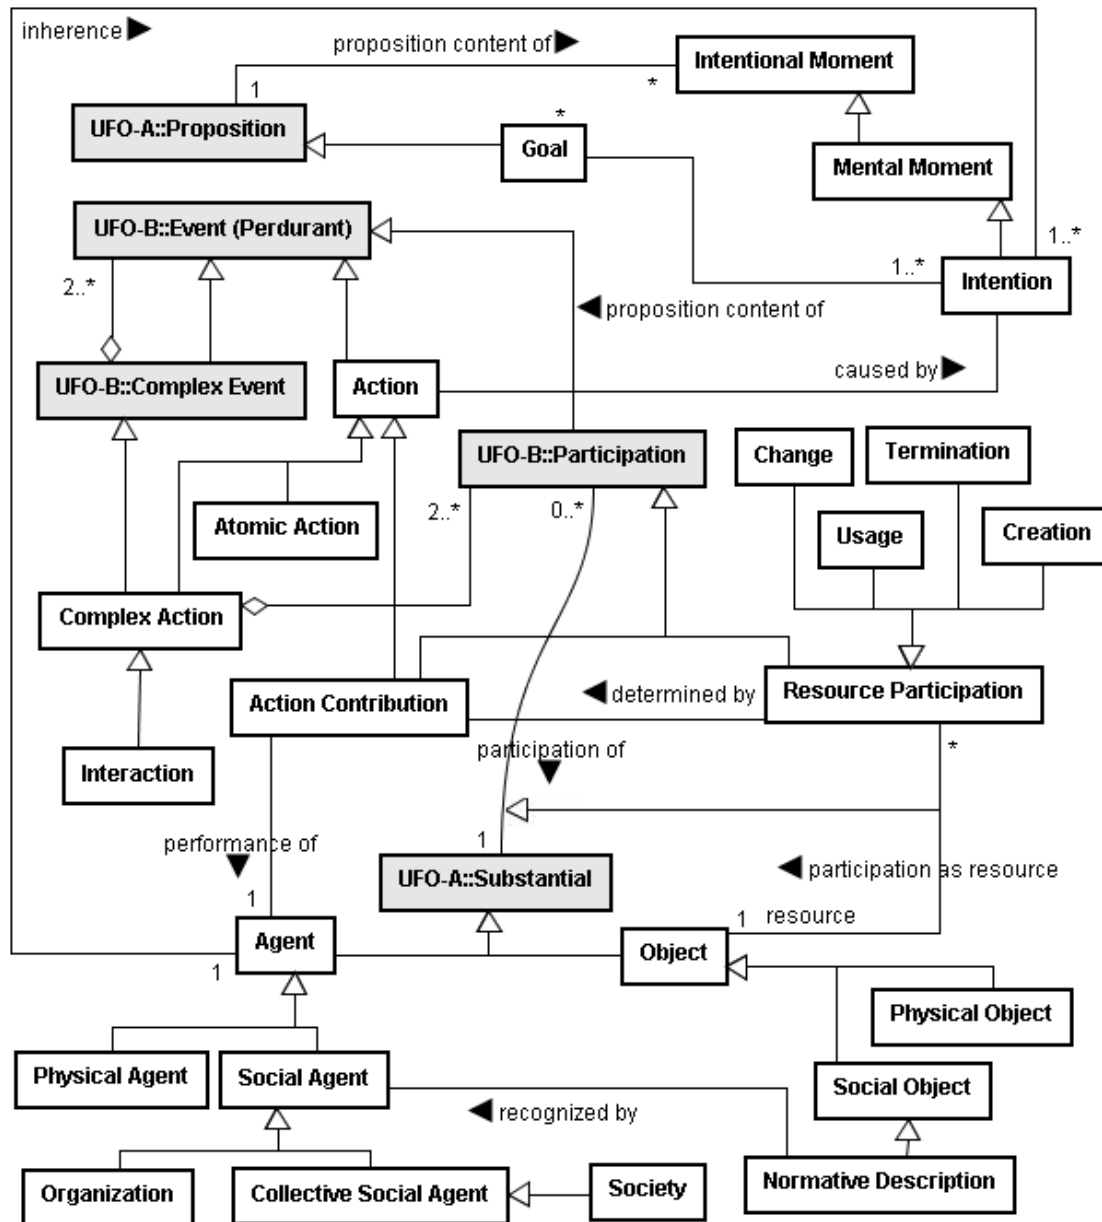 inherence
proposition content of
Intentional Moment
1
*
UFO-A::Proposition
*
Goal
Mental Moment
UFO-B::Event (Perdurant)
1..*
2..*
1..*
Intention
proposition content of
UFO-B::Complex Event
Action
caused by
UFO-B::Participation
Change
Termination
2..*
0..*
Atomic Action
Usage
Creation
Complex Action
Action Contribution
determined by
Resource Participation
participation of
*
Interaction
performance of
1
UFO-A::Substantial
participation as resource
1
1
resource
Agent
Object
1
Physical Object
Physical Agent
Social Agent
Social Object
recognized by
Organization
Collective Social Agent
Society
Normative Description